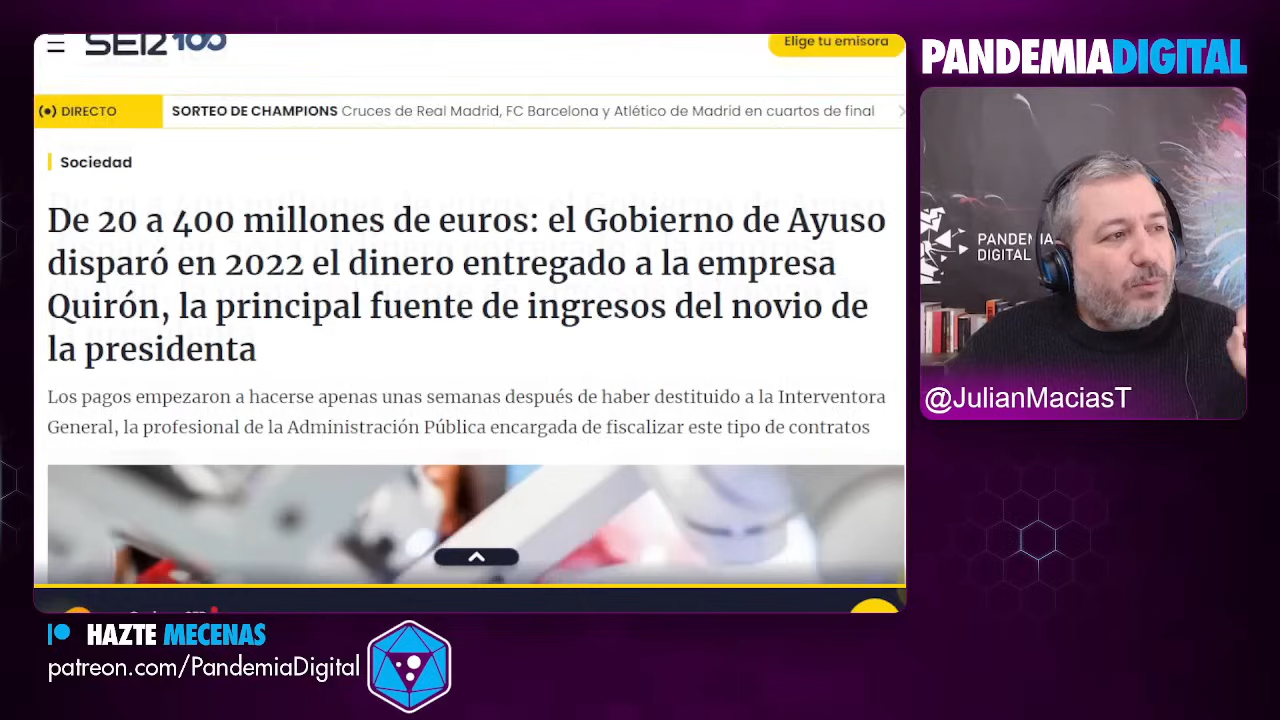 SER 100
Elige tu emisora
PANDEMIADIGITAL
DIRECTO
SORTEO DE CHAMPIONS Cruces de Real Madrid, FC Barcelona y Atlético de Madrid en cuartos de final
Sociedad
De 20 a 400 millones de euros: el Gobierno de Ayuso
disparó en 2022 el dinero entregado a la empresa
Quirón, la principal fuente de ingresos del novio de
la presidenta
Los pagos empezaron a hacerse apenas unas semanas después de haber destituido a la Interventora
General, la profesional de la Administración Pública encargada de fiscalizar este tipo de contratos
PANDEMIA
DIGITAL
@JulianMaciasT
HAZTE MECENAS
patreon.com/PandemiaDigital